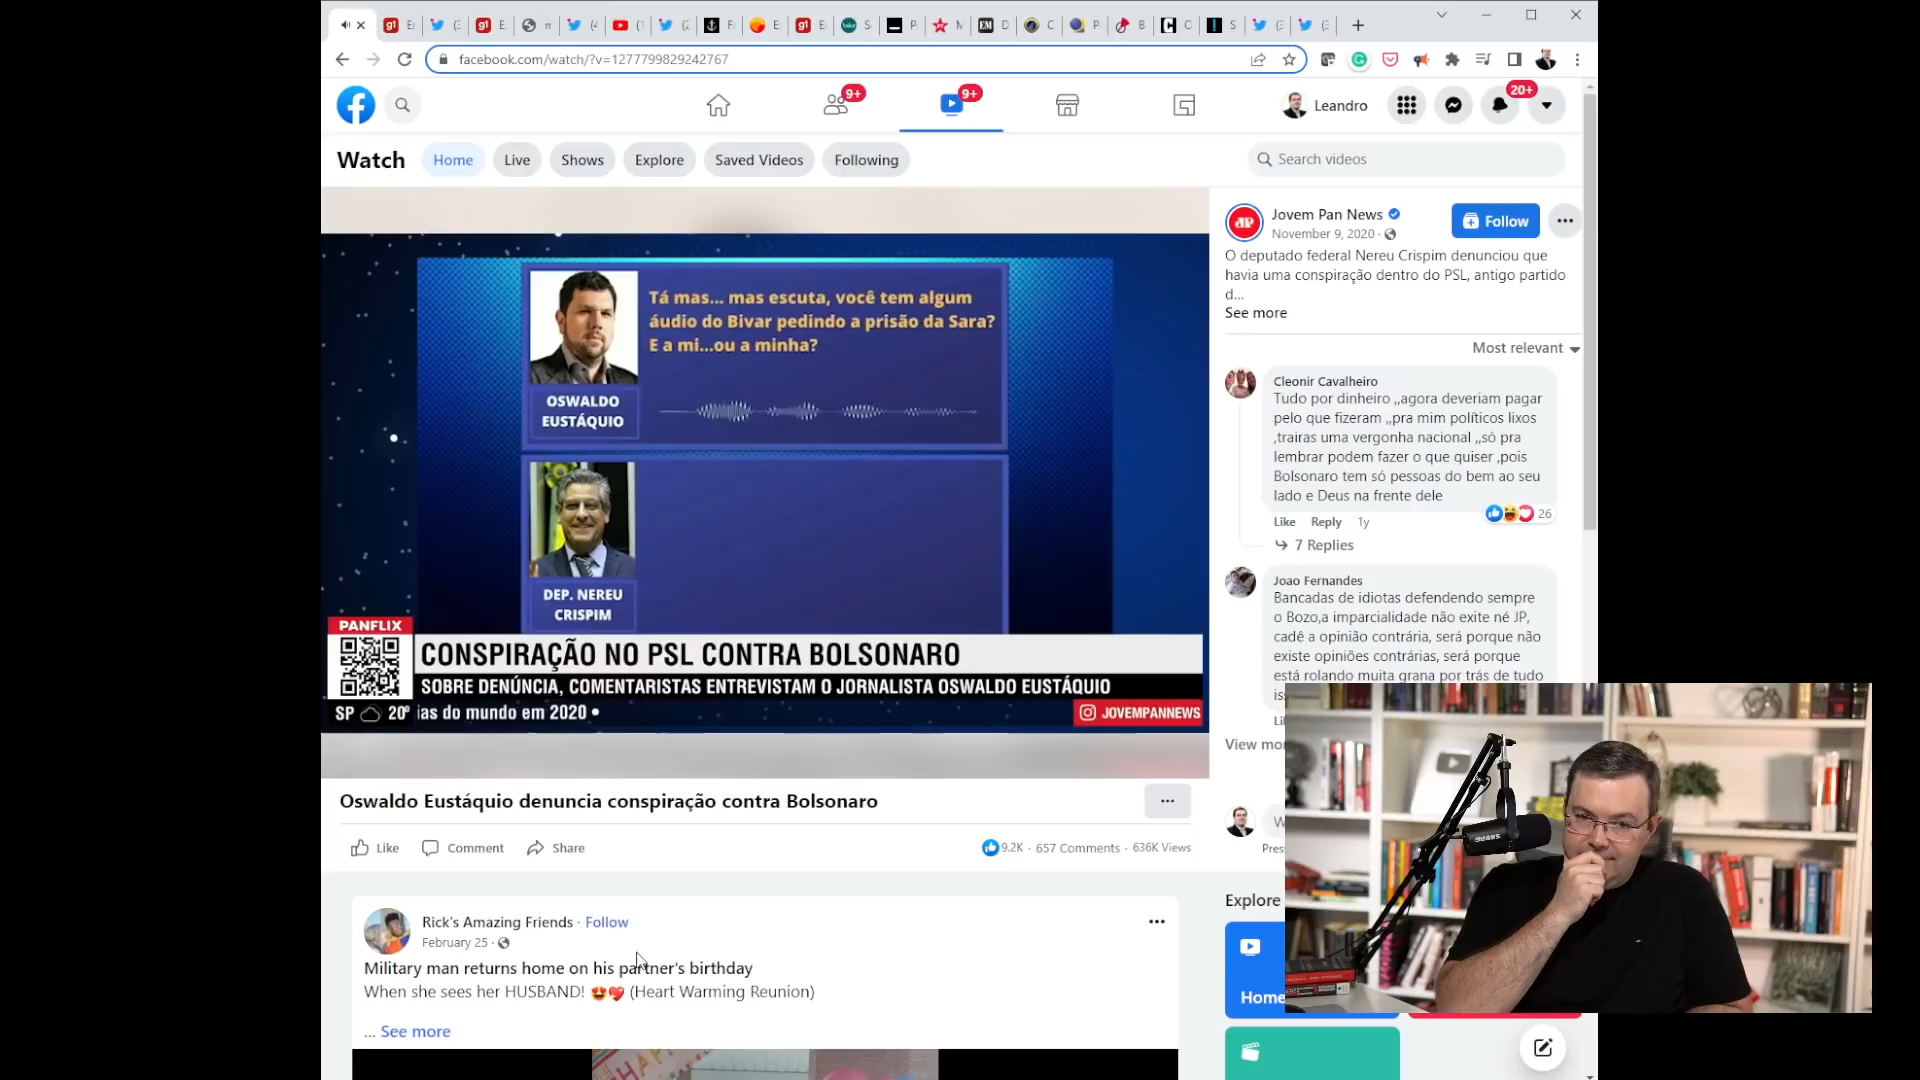 facebook.com/watch/?v=1277799829242767
9+
9+
Leandro
20+
Watch
Home
Live
Shows
Explore
Saved Videos
Following
Search videos
Tá mas... mas escuta, você tem algum
áudio do Bivar pedindo a prisão da Sara?
E a mi...ou a minha?
OSWALDO
EUSTÁQUIO
DEP. NEREU
CRISPIM
PANFLIX
CONSPIRAÇÃO NO PSL CONTRA BOLSONARO
SOBRE DENÚNCIA, COMENTARISTAS ENTREVISTAM O JORNALISTA OSWALDO EUSTÁQUIO
SP 20º ias do mundo em 2020 •
JOVEMPANNEWS
Oswaldo Eustáquio denuncia conspiração contra Bolsonaro
Like
Comment
Share
9.2K · 657 Comments · 636K Views
Rick's Amazing Friends · Follow
February 25 ·
Military man returns home on his partner's birthday
When she sees her HUSBAND! 🤩💖 (Heart Warming Reunion)
... See more
Jovem Pan News
November 9, 2020 ·
Follow
O deputado federal Nereu Crispim denunciou que
havia uma conspiração dentro do PSL, antigo partido
d...
See more
Most relevant
Cleonir Cavalheiro
Tudo por dinheiro ,,agora deveriam pagar
pelo que fizeram ,,pra mim políticos lixos
,trairas uma vergonha nacional ,,só pra
lembrar podem fazer o que quiser ,pois
Bolsonaro tem só pessoas do bem ao seu
lado e Deus na frente dele
Like Reply 1y
26
7 Replies
Joao Fernandes
Bancadas de idiotas defendendo sempre
o Bozo,a imparcialidade não exite né JP,
cadê a opinião contrária, será porque não
existe opiniões contrárias, será porque
está rolando muita grana por trás de tudo
View
Explore
Home